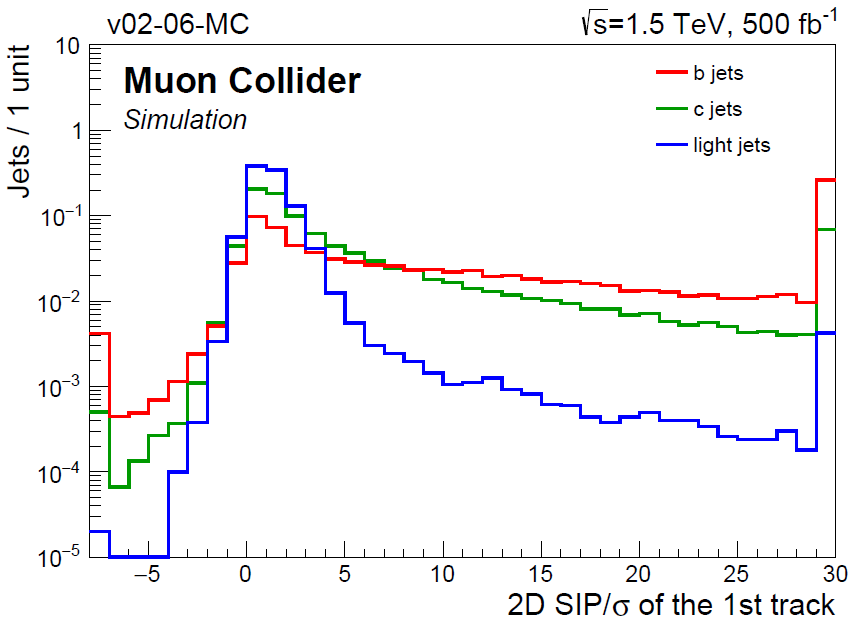 v02-06-MC
√s=1.5 TeV, 500 fb⁻¹
Jets / 1 unit
Muon Collider
Simulation
b jets
c jets
light jets
10
1
10⁻¹
10⁻²
10⁻³
10⁻⁴
10⁻⁵
−5 0 5 10 15 20 25 30
2D SIP/σ of the 1st track